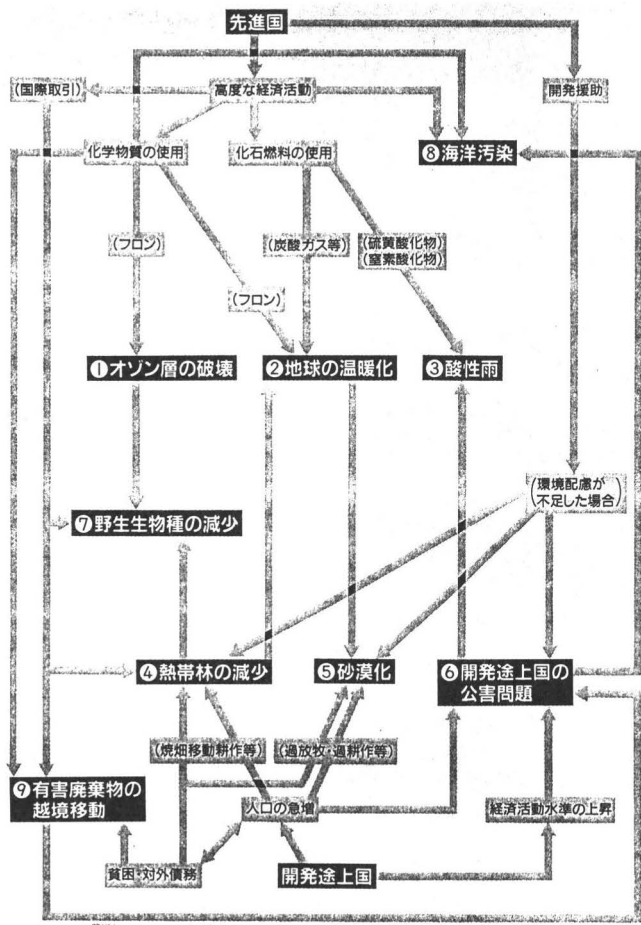 先進国
(国際取引)
高度な経済活動
開発援助
化学物質の使用
化石燃料の使用
❽海洋汚染
(フロン)
(炭酸ガス等)
(硫黄酸化物)
(窒素酸化物)
(フロン)
❶オゾン層の破壊
❷地球の温暖化
❸酸性雨
(環境配慮が
不足した場合)
❼野生生物種の減少
❹熱帯林の減少
❺砂漠化
❻開発途上国の
公害問題
(焼畑移動耕作等)
(過放牧・過耕作等)
❾有害廃棄物の
越境移動
人口の急増
経済活動水準の上昇
貧困・対外債務
開発途上国